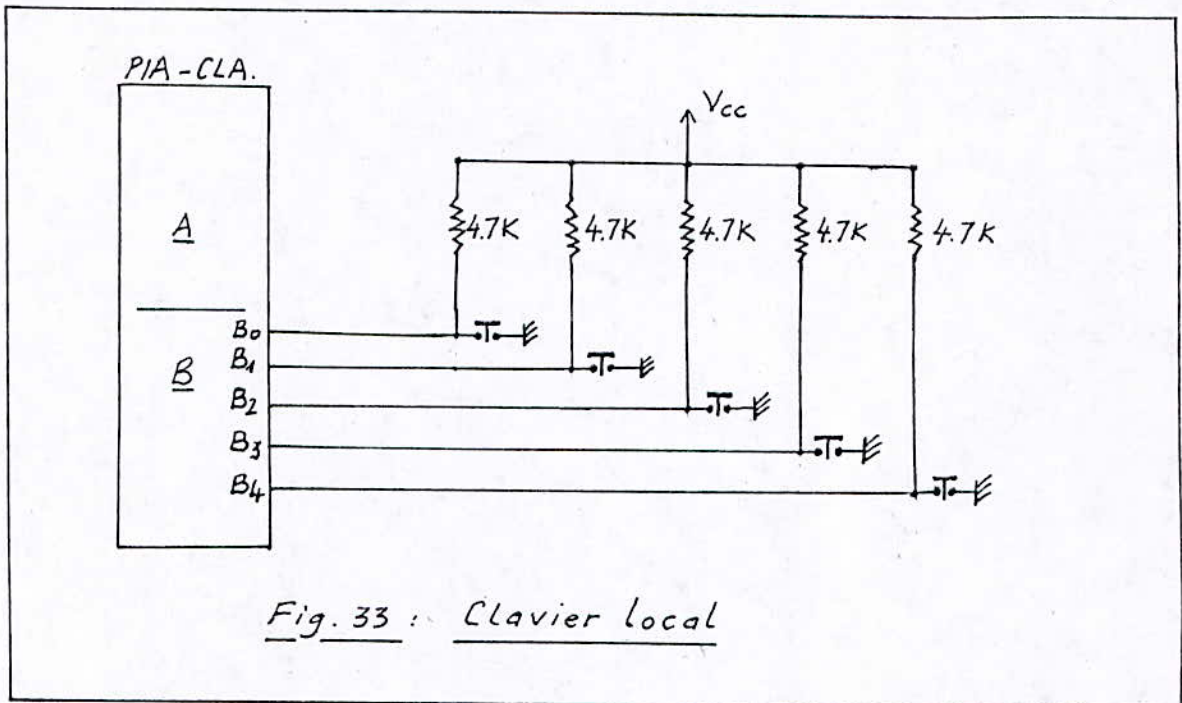 PIA-CLA.
Vcc
A
4.7K 4.7K 4.7K 4.7K 4.7K
B0
B1
B
B2
B3
B4
Fig. 33 : Clavier local